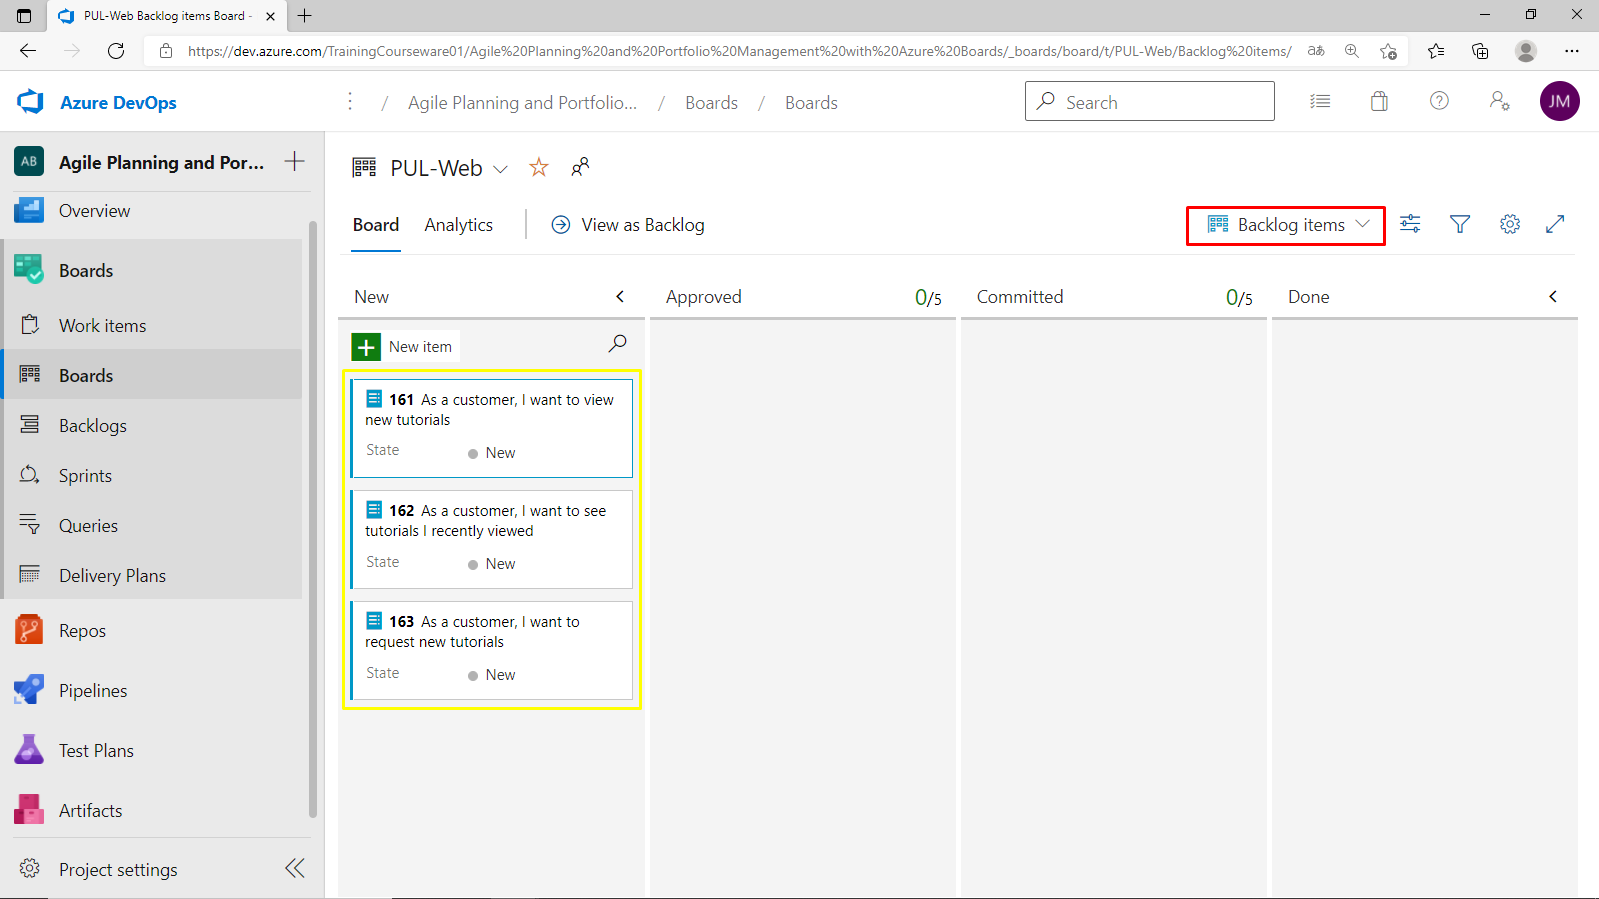 PUL-Web Backlog items Board -
https://dev.azure.com/TrainingCourseware01/Agile%20Planning%20and%20Portfolio%20Management%20with%20Azure%20Boards/_boards/board/t/PUL-Web/Backlog%20items/
aあ
Azure DevOps
/ Agile Planning and Portfolio... / Boards / Boards
Search
JM
AB Agile Planning and Por...
PUL-Web
Overview
Board Analytics View as Backlog
Backlog items
Boards
Work items
Boards
Backlogs
Sprints
Queries
Delivery Plans
Repos
Pipelines
Test Plans
Artifacts
Project settings
New
Approved 0/5
Committed 0/5
Done
New item
161 As a customer, I want to view
new tutorials
State New
162 As a customer, I want to see
tutorials I recently viewed
State New
163 As a customer, I want to
request new tutorials
State New